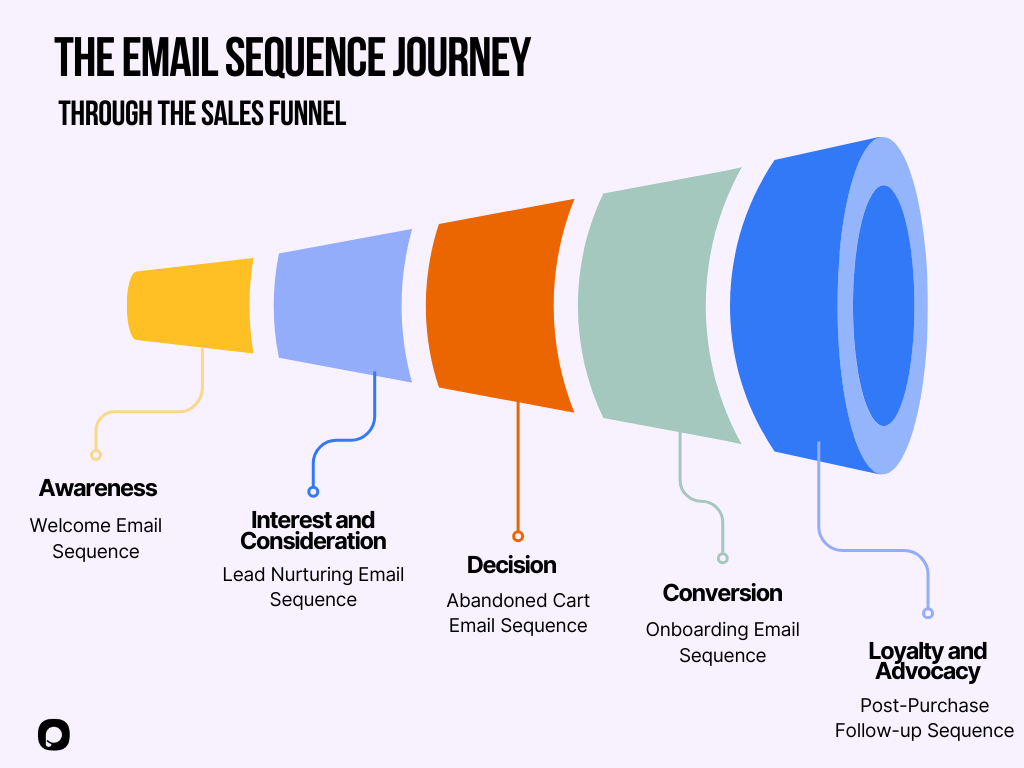 THE EMAIL SEQUENCE JOURNEY
THROUGH THE SALES FUNNEL
Awareness
Welcome Email
Sequence
Interest and
Consideration
Lead Nurturing Email
Sequence
Decision
Abandoned Cart
Email Sequence
Conversion
Onboarding Email
Sequence
Loyalty and
Advocacy
Post-Purchase
Follow-up Sequence